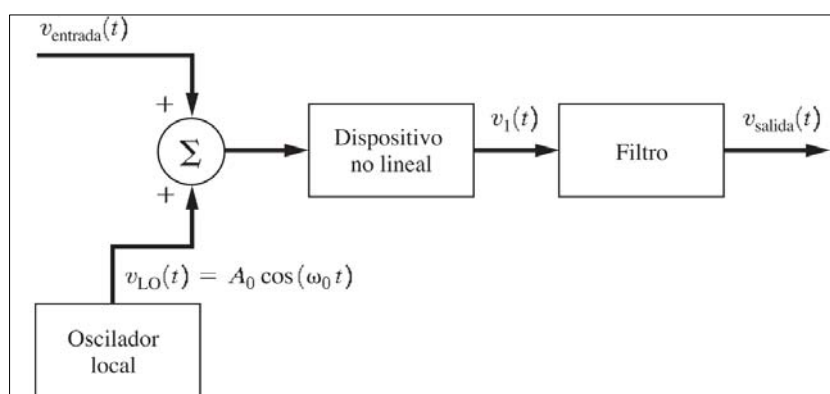 v_entrada(t)
+
Σ
+
Dispositivo
no lineal
v_1(t)
Filtro
v_salida(t)
v_LO(t) = A_0 cos(ω_0 t)
Oscilador
local